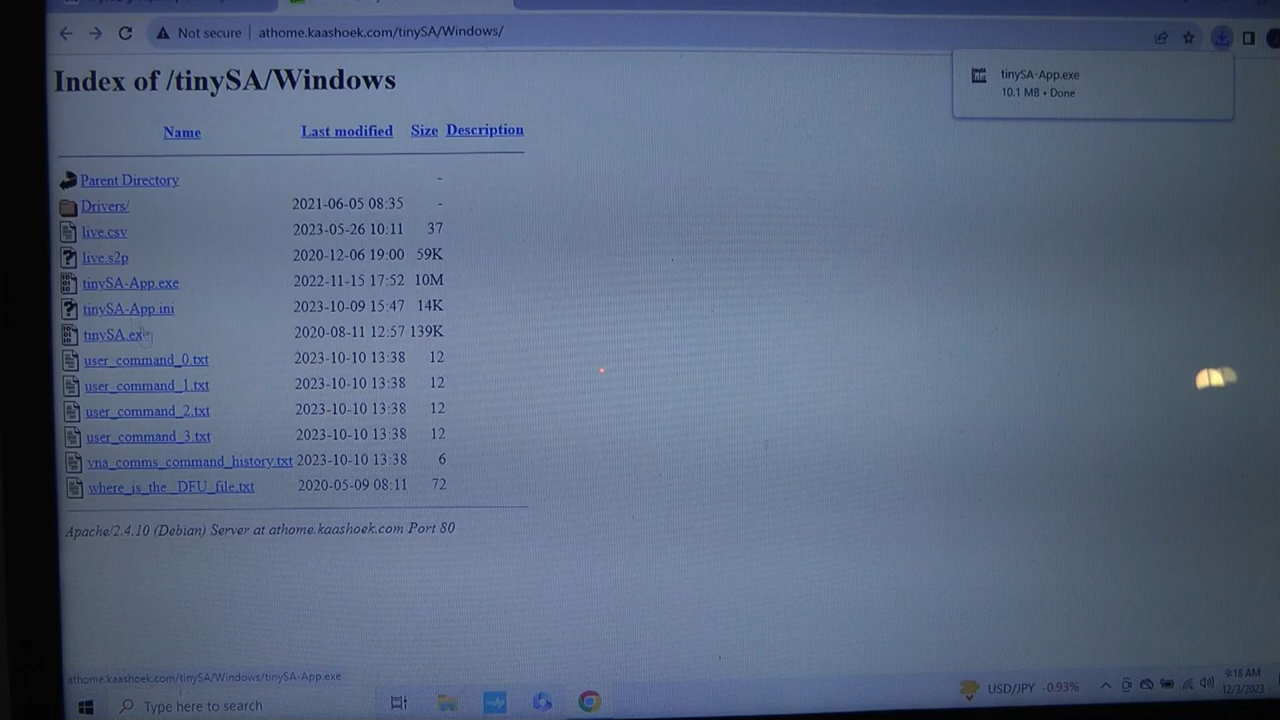 Not secure athome.kaashoek.com/tinySA/Windows/
tinySA-App.exe
10.1 MB • Done
Index of /tinySA/Windows
Name Last modified Size Description
Parent Directory -
Drivers/ 2021-06-05 08:35 -
live.csv 2023-05-26 10:11 37
live.s2p 2020-12-06 19:00 59K
tinySA-App.exe 2022-11-15 17:52 10M
tinySA-App.ini 2023-10-09 15:47 14K
tinySA.exe 2020-08-11 12:57 139K
user_command_0.txt 2023-10-10 13:38 12
user_command_1.txt 2023-10-10 13:38 12
user_command_2.txt 2023-10-10 13:38 12
user_command_3.txt 2023-10-10 13:38 12
vna_comms_command_history.txt 2023-10-10 13:38 6
where_is_the_DFU_file.txt 2020-05-09 08:11 72
Apache/2.4.10 (Debian) Server at athome.kaashoek.com Port 80
athome.kaashoek.com/tinySA/Windows/tinySA-App.exe
Type here to search
USD/JPY -0.93%
9:18 AM
12/3/2023